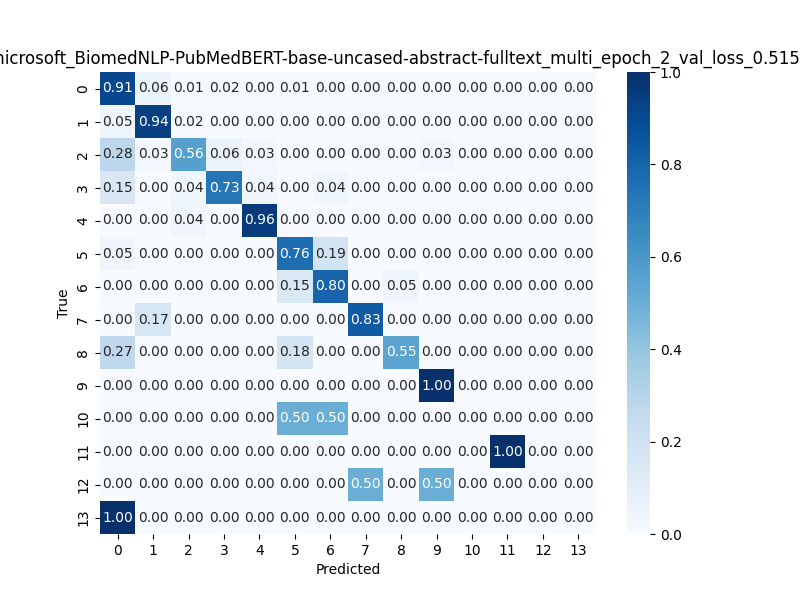 microsoft_BiomedNLP-PubMedBERT-base-uncased-abstract-fulltext_multi_epoch_2_val_loss_0.515
0 0.91 0.06 0.01 0.02 0.00 0.01 0.00 0.00 0.00 0.00 0.00 0.00 0.00 0.00
1 0.05 0.94 0.02 0.00 0.00 0.00 0.00 0.00 0.00 0.00 0.00 0.00 0.00 0.00
2 0.28 0.03 0.56 0.06 0.03 0.00 0.00 0.00 0.00 0.03 0.00 0.00 0.00 0.00
3 0.15 0.00 0.04 0.73 0.04 0.00 0.04 0.00 0.00 0.00 0.00 0.00 0.00 0.00
4 0.00 0.00 0.04 0.00 0.96 0.00 0.00 0.00 0.00 0.00 0.00 0.00 0.00 0.00
5 0.05 0.00 0.00 0.00 0.00 0.76 0.19 0.00 0.00 0.00 0.00 0.00 0.00 0.00
6 0.00 0.00 0.00 0.00 0.00 0.15 0.80 0.00 0.05 0.00 0.00 0.00 0.00 0.00
7 0.00 0.17 0.00 0.00 0.00 0.00 0.00 0.83 0.00 0.00 0.00 0.00 0.00 0.00
8 0.27 0.00 0.00 0.00 0.00 0.18 0.00 0.00 0.55 0.00 0.00 0.00 0.00 0.00
9 0.00 0.00 0.00 0.00 0.00 0.00 0.00 0.00 0.00 1.00 0.00 0.00 0.00 0.00
10 0.00 0.00 0.00 0.00 0.00 0.50 0.50 0.00 0.00 0.00 0.00 0.00 0.00 0.00
11 0.00 0.00 0.00 0.00 0.00 0.00 0.00 0.00 0.00 0.00 0.00 1.00 0.00 0.00
12 0.00 0.00 0.00 0.00 0.00 0.00 0.00 0.50 0.00 0.50 0.00 0.00 0.00 0.00
13 1.00 0.00 0.00 0.00 0.00 0.00 0.00 0.00 0.00 0.00 0.00 0.00 0.00 0.00
0 1 2 3 4 5 6 7 8 9 10 11 12 13
Predicted
True
1.0
0.8
0.6
0.4
0.2
0.0